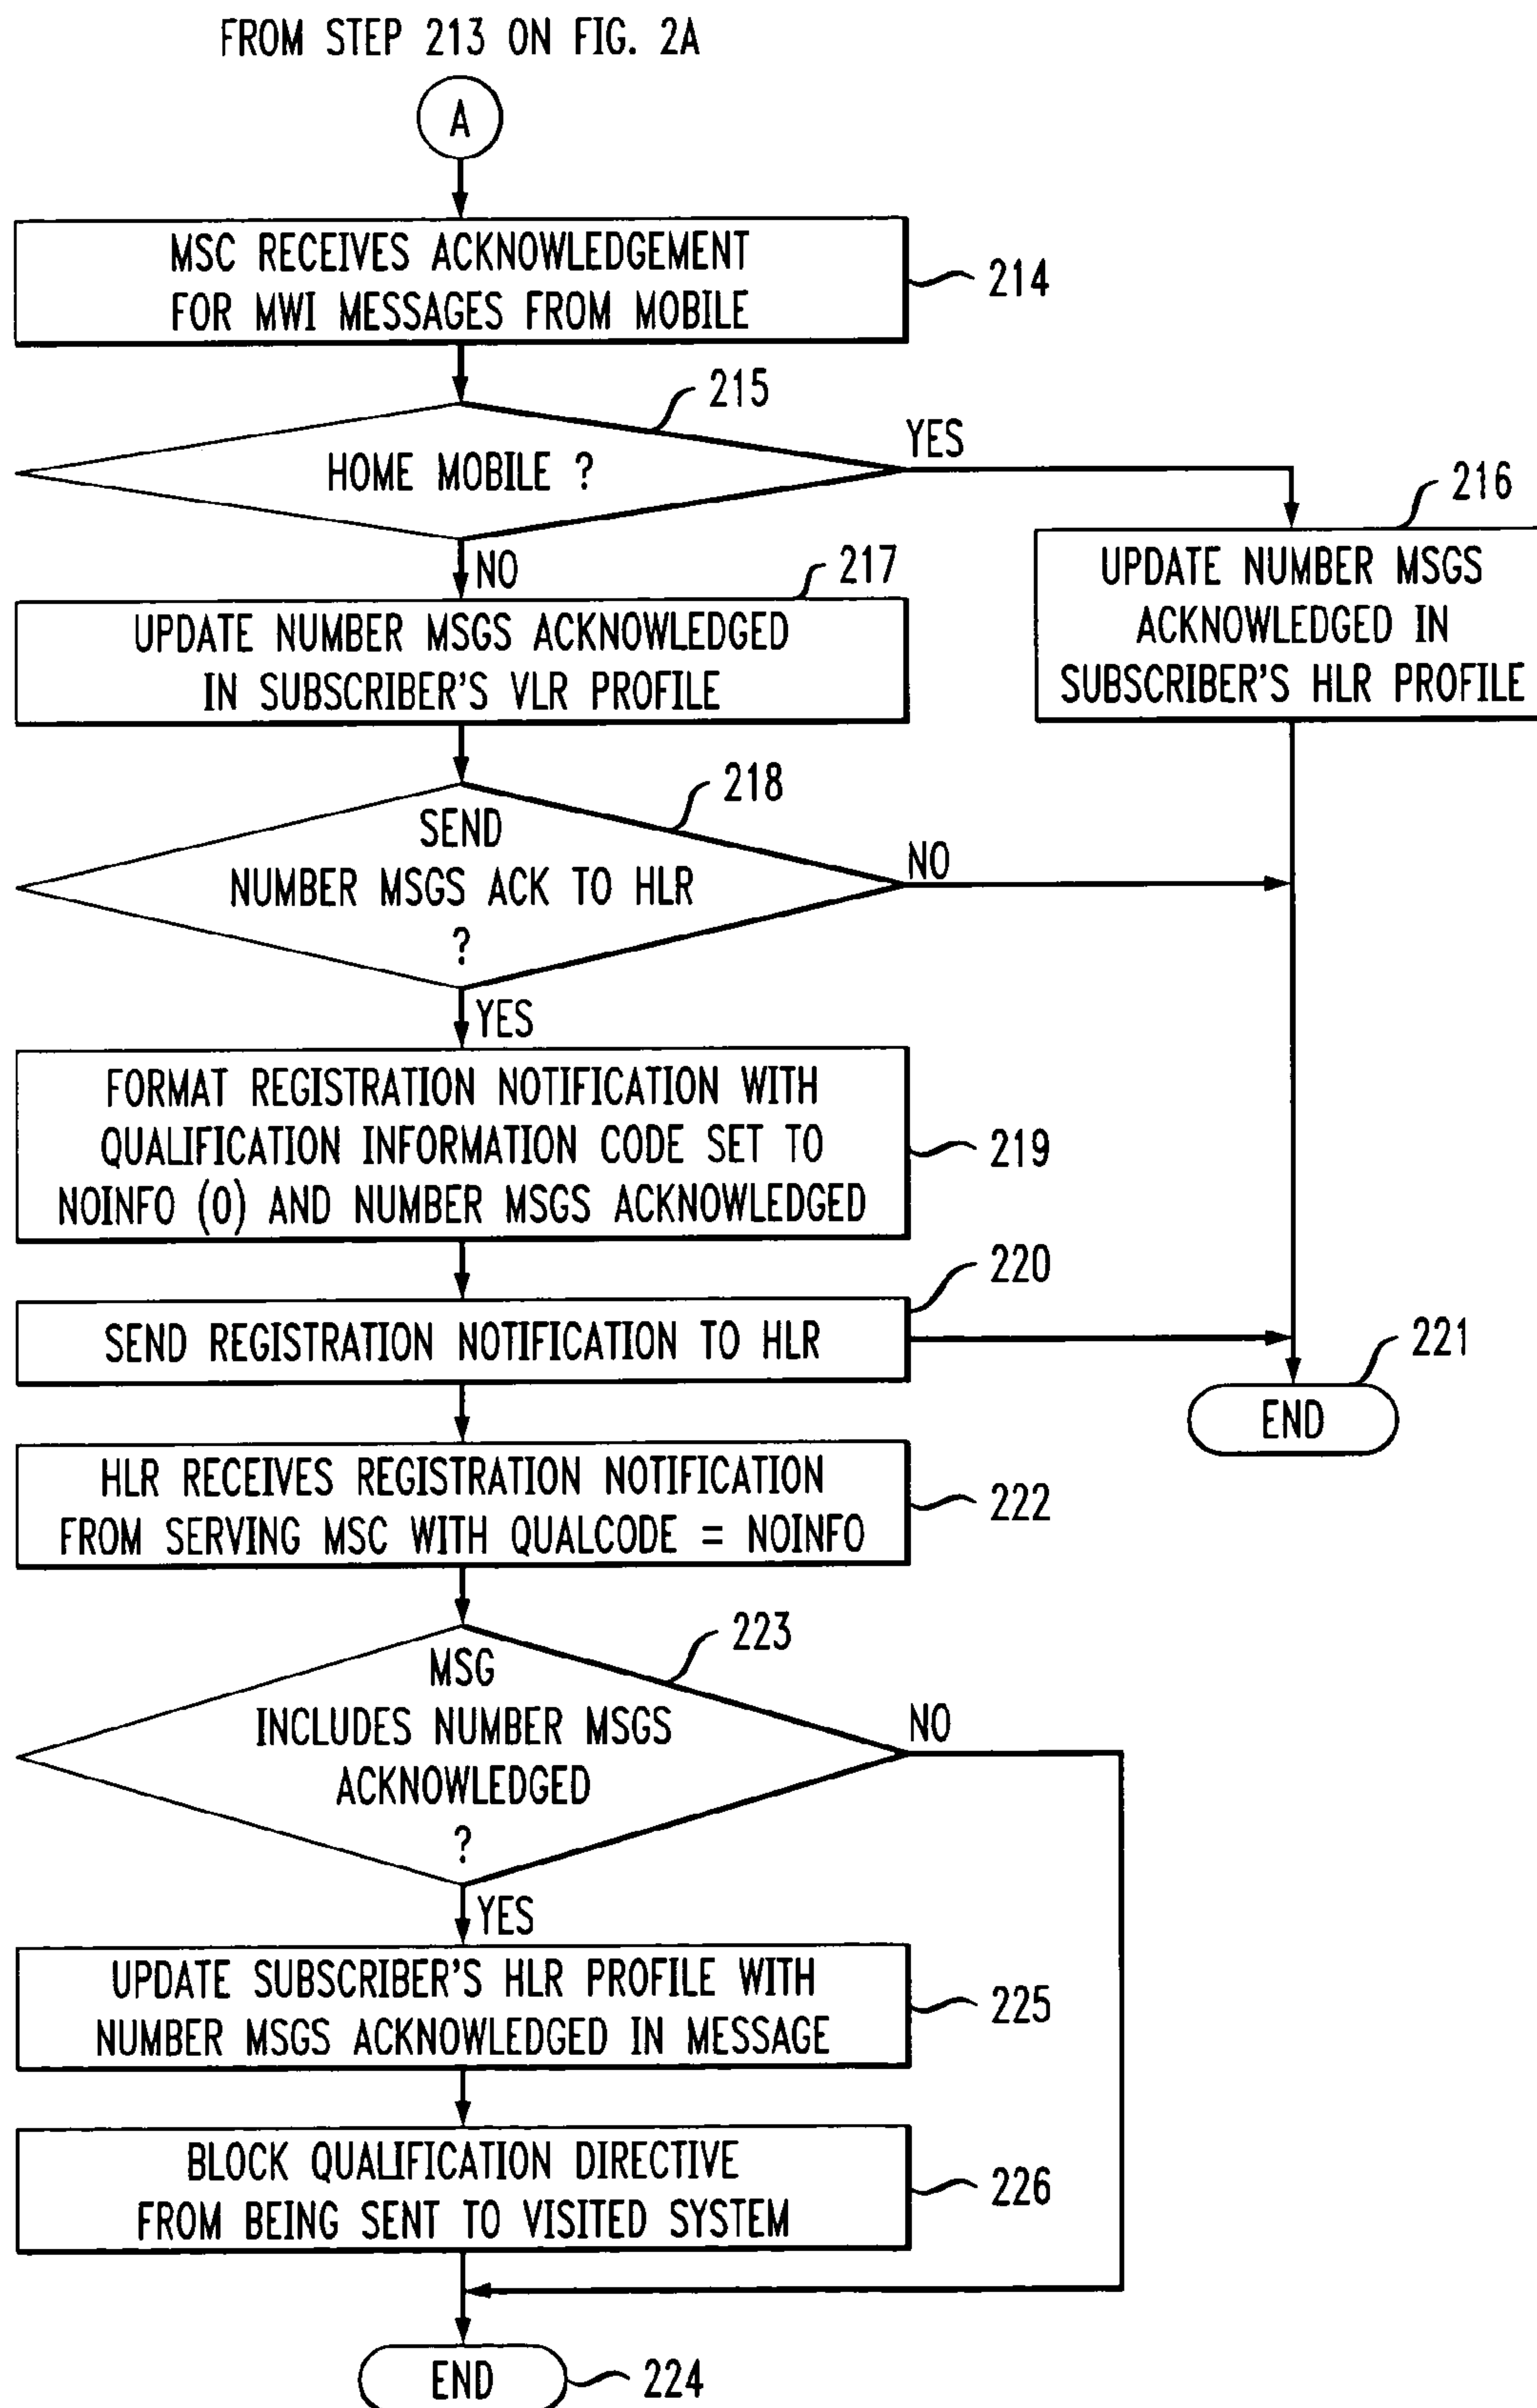 FROM STEP 213 ON FIG. 2A
A
MSC RECEIVES ACKNOWLEDGEMENT
FOR MWI MESSAGES FROM MOBILE
214
215
HOME MOBILE ?
YES
216
UPDATE NUMBER MSGS
ACKNOWLEDGED IN
SUBSCRIBER'S HLR PROFILE
NO
217
UPDATE NUMBER MSGS ACKNOWLEDGED
IN SUBSCRIBER'S VLR PROFILE
218
SEND
NUMBER MSGS ACK TO HLR
?
NO
YES
FORMAT REGISTRATION NOTIFICATION WITH
QUALIFICATION INFORMATION CODE SET TO
NOINFO (0) AND NUMBER MSGS ACKNOWLEDGED
219
220
SEND REGISTRATION NOTIFICATION TO HLR
221
END
HLR RECEIVES REGISTRATION NOTIFICATION
FROM SERVING MSC WITH QUALCODE = NOINFO
222
223
MSG
INCLUDES NUMBER MSGS
ACKNOWLEDGED
?
NO
YES
UPDATE SUBSCRIBER'S HLR PROFILE WITH
NUMBER MSGS ACKNOWLEDGED IN MESSAGE
225
BLOCK QUALIFICATION DIRECTIVE
FROM BEING SENT TO VISITED SYSTEM
226
END
224